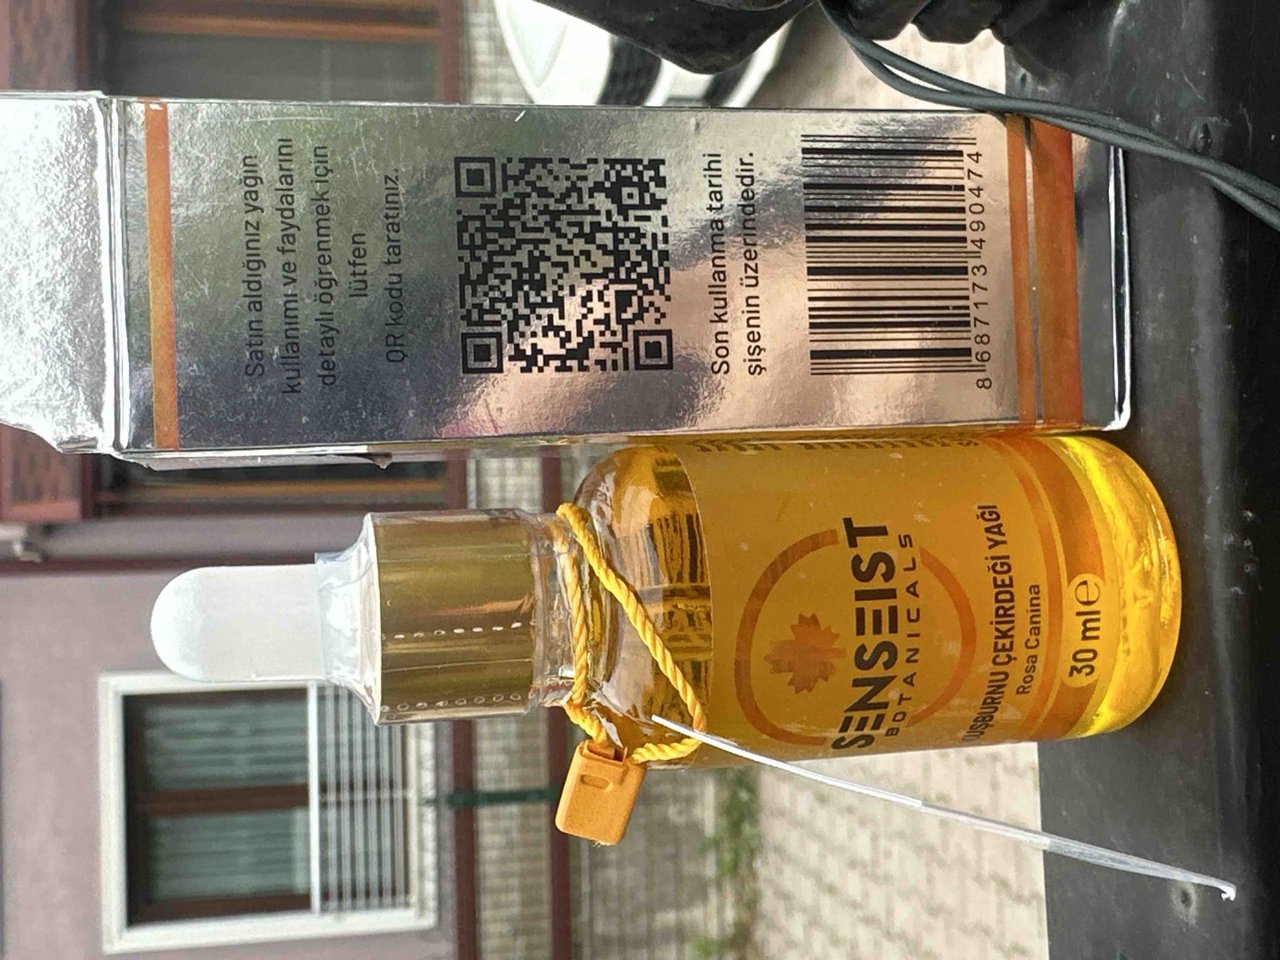 Satın aldığınız yağın
kullanımı ve faydalarını
detaylı öğrenmek için
lütfen
QR kodu taratınız.
Son kullanma tarihi
şişenin üzerindedir.
8 687173 490474
SENSEIST
BOTANICALS
UŞBURNU ÇEKİRDEĞİ YAĞI
Rosa Canina
30 ml e